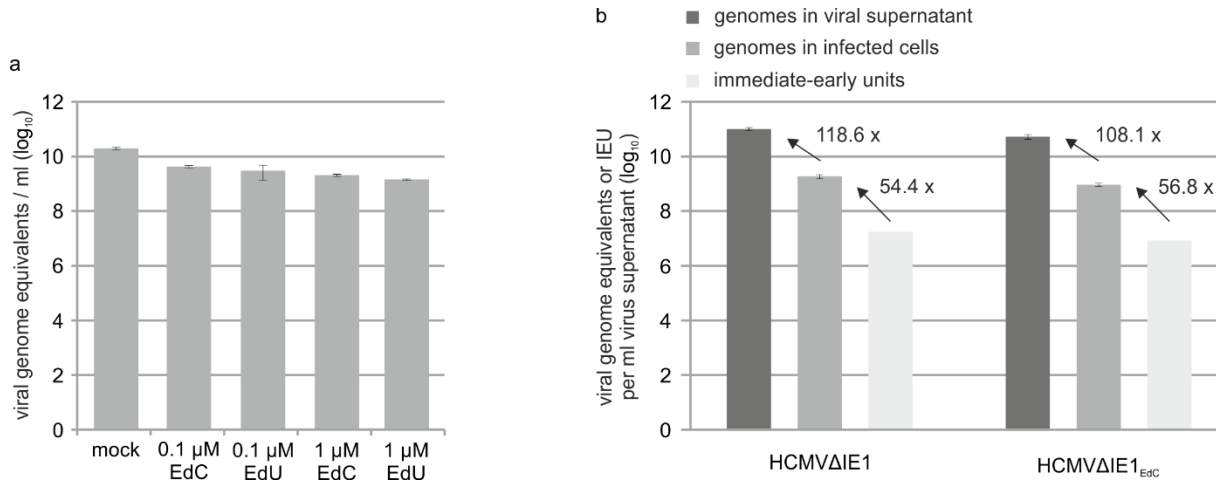 a
viral genome equivalents / ml (log₁₀)
12
10
8
6
4
2
0
mock
0.1 µM
EdC
0.1 µM
EdU
1 µM
EdC
1 µM
EdU
b
genomes in viral supernatant
genomes in infected cells
immediate-early units
viral genome equivalents or IEU
per ml virus supernatant (log₁₀)
12
10
8
6
4
2
0
118.6 x
54.4 x
108.1 x
56.8 x
HCMVΔIE1
HCMVΔIE1EdC